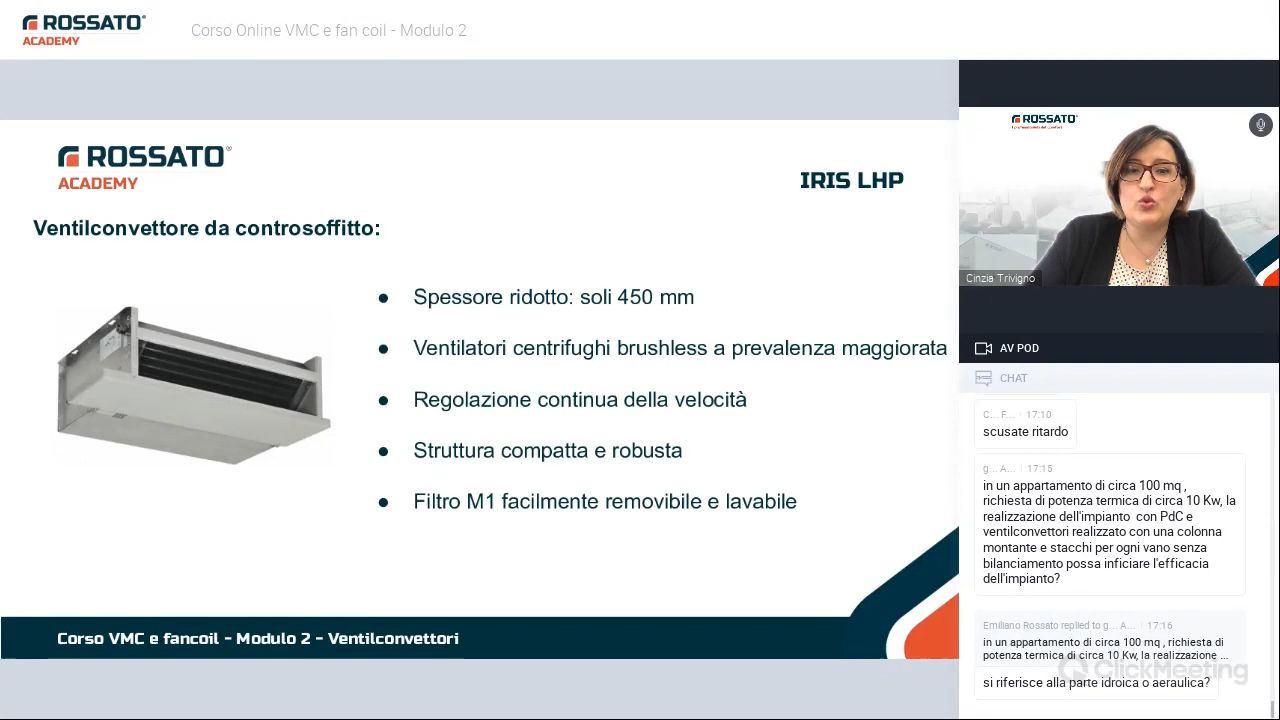 ROSSATO®
ACADEMY
Corso Online VMC e fan coil - Modulo 2
ROSSATO®
ACADEMY
IRIS LHP
Ventilconvettore da controsoffitto:
● Spessore ridotto: soli 450 mm
● Ventilatori centrifughi brushless a prevalenza maggiorata
● Regolazione continua della velocità
● Struttura compatta e robusta
● Filtro M1 facilmente removibile e lavabile
Corso VMC e fancoil - Modulo 2 - Ventilconvettori
ROSSATO
Cinzia Trivigno
AV POD
CHAT
C... F... · 17:10
scusate ritardo
g... A... · 17:15
in un appartamento di circa 100 mq ,
richiesta di potenza termica di circa 10 Kw, la
realizzazione dell'impianto con PdC e
ventilconvettori realizzato con una colonna
montante e stacchi per ogni vano senza
bilanciamento possa inficiare l'efficacia
dell'impianto?
Emiliano Rossato replied to g... A... · 17:16
in un appartamento di circa 100 mq , richiesta di
potenza termica di circa 10 Kw, la realizzazione ...
si riferisce alla parte idroica o aeraulica?
ClickMeeting